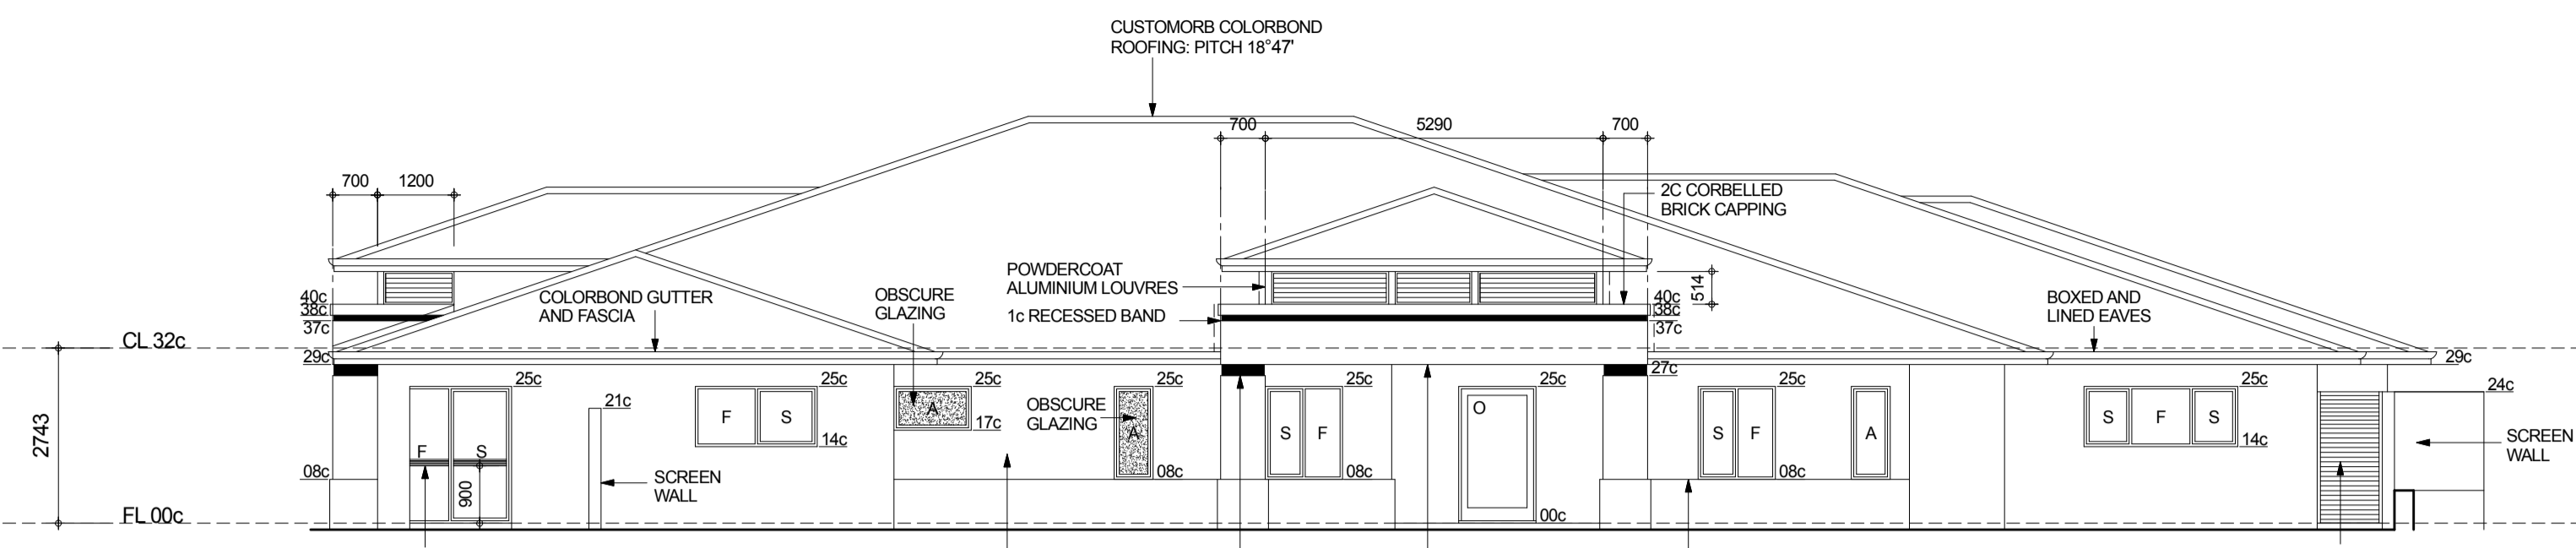 CUSTOMORB COLORBOND
ROOFING: PITCH 18°47'
700
5290
700
700
1200
2C CORBELLED
BRICK CAPPING
POWDERCOAT
ALUMINIUM LOUVRES
514
40c
38c
37c
COLORBOND GUTTER
AND FASCIA
OBSCURE
GLAZING
1c RECESSED BAND
40c
38c
37c
BOXED AND
LINED EAVES
CL 32c
29c
29c
27c
25c
25c
25c
25c
25c
25c
25c
25c
24c
2743
21c
F
S
A
17c
OBSCURE
GLAZING
A
S
F
O
S
F
A
S
F
S
14c
14c
SCREEN
WALL
F
S
08c
900
SCREEN
WALL
08c
08c
08c
FL 00c
00c